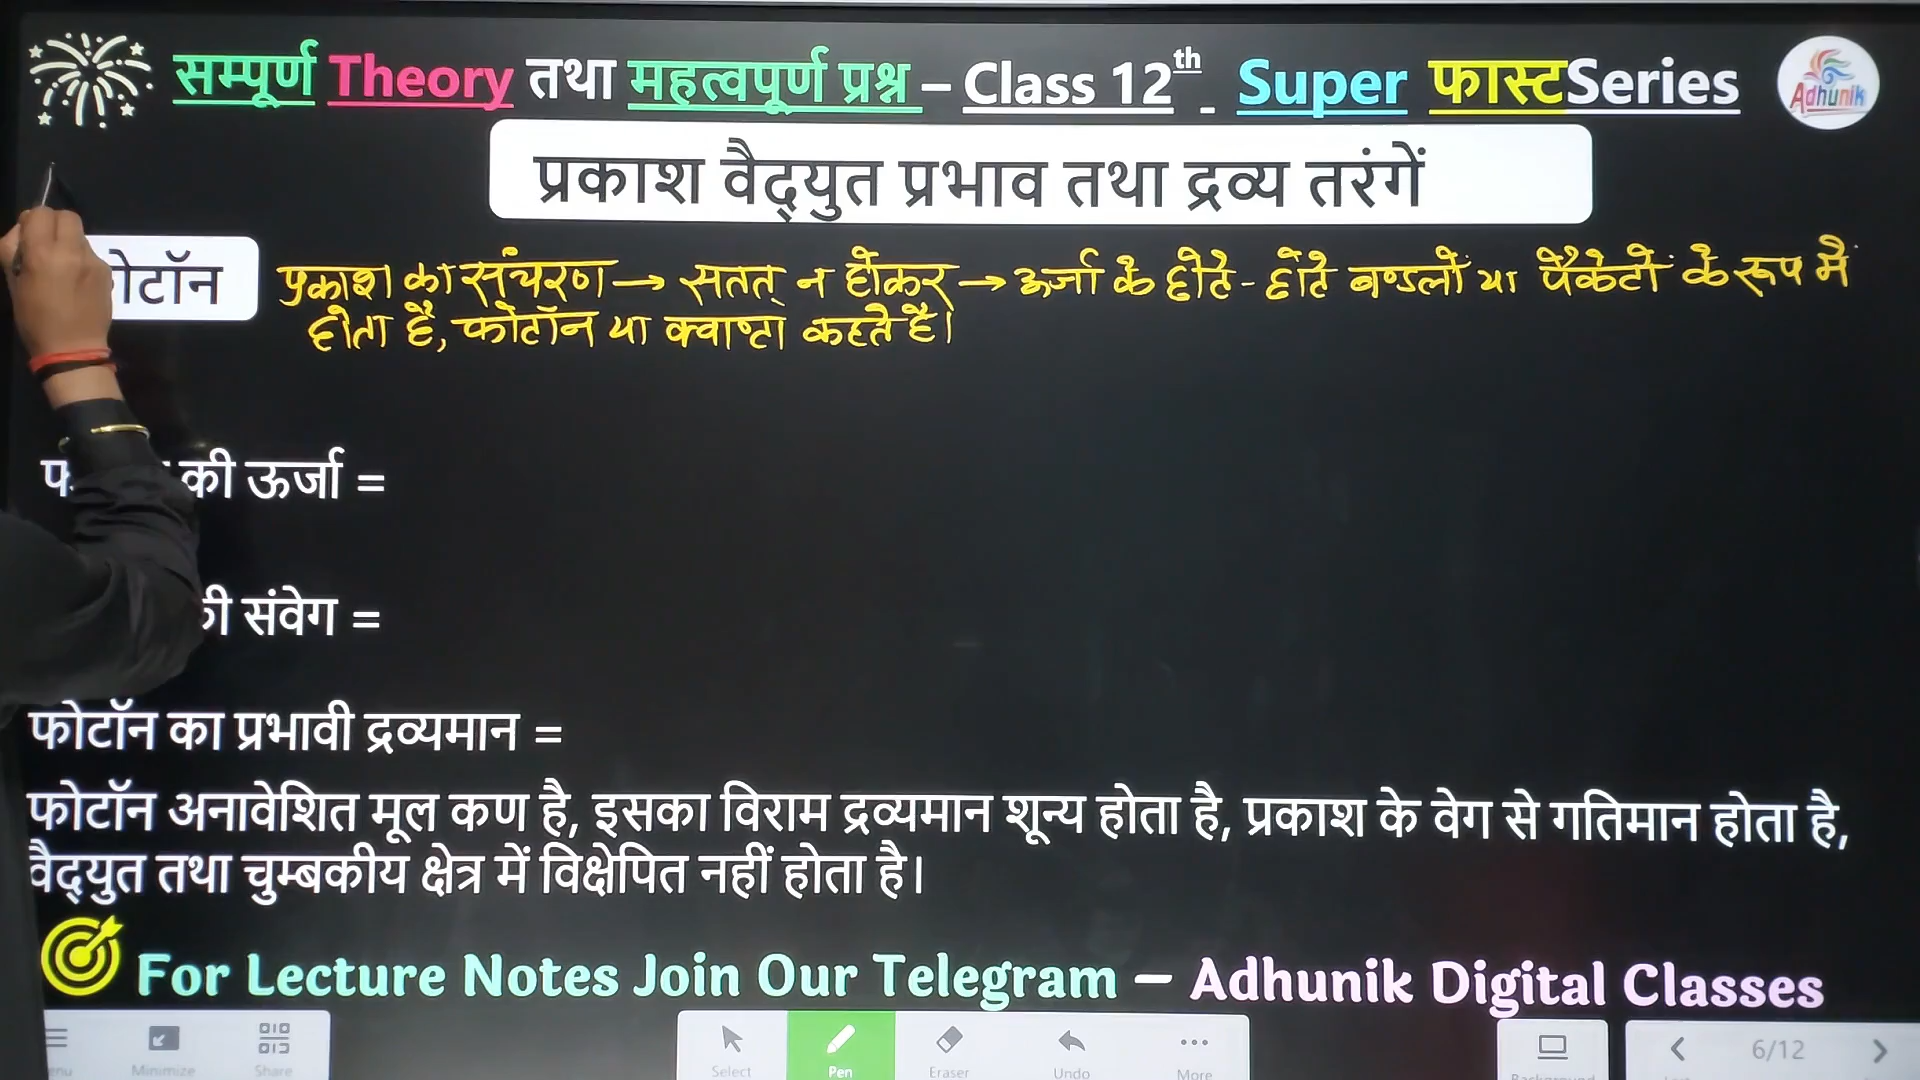 सम्पूर्ण Theory तथा महत्वपूर्ण प्रश्न – Class 12th - Super फास्टSeries
Adhunik
प्रकाश वैद्युत प्रभाव तथा द्रव्य तरंगें
प्रकाश का संचरण → सतत् न होकर → ऊर्जा के छोटे - छोटे बण्डलों या पैकेटों के रूप में
होता है, फोटॉन या क्वाण्टा कहते हैं।
की ऊर्जा =
संवेग =
फोटॉन का प्रभावी द्रव्यमान =
फोटॉन अनावेशित मूल कण है, इसका विराम द्रव्यमान शून्य होता है, प्रकाश के वेग से गतिमान होता है,
वैद्युत तथा चुम्बकीय क्षेत्र में विक्षेपित नहीं होता है।
For Lecture Notes Join Our Telegram – Adhunik Digital Classes
Minimize Share Select Pen Eraser Undo More 6/12